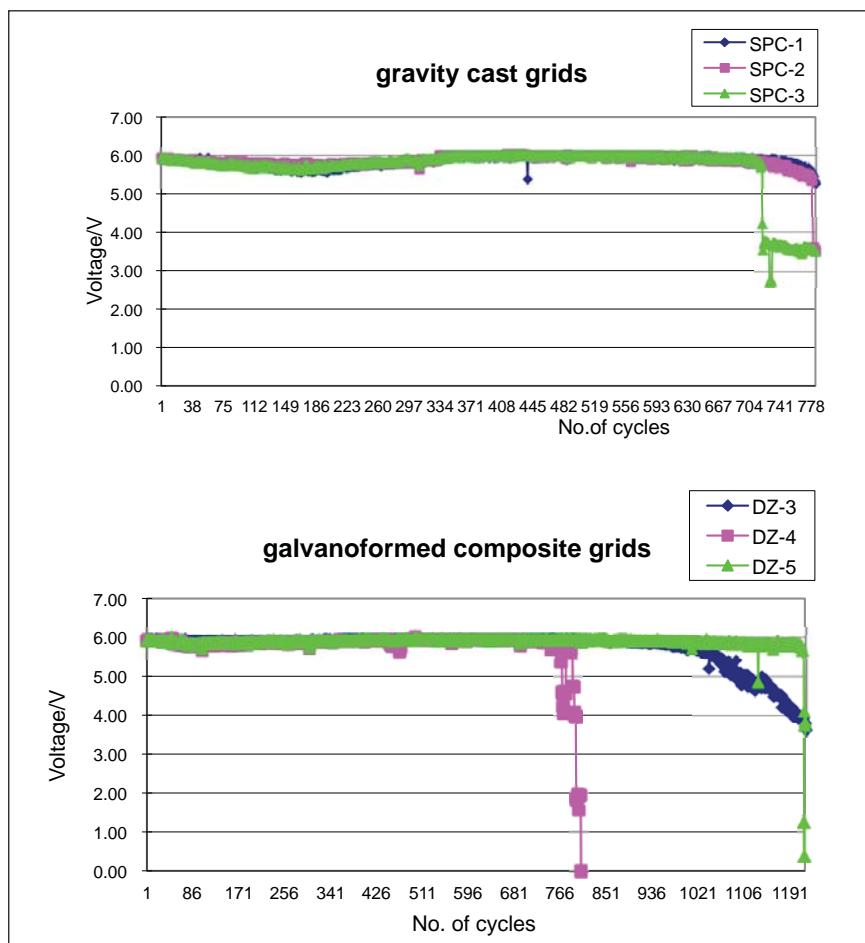 SPC-1
SPC-2
SPC-3
gravity cast grids
7.00
6.00
5.00
4.00
3.00
2.00
1.00
0.00
Voltage/V
1 38 75 112 149 186 223 260 297 334 371 408 445 482 519 556 593 630 667 704 741 778
No.of cycles
DZ-3
DZ-4
DZ-5
galvanoformed composite grids
7.00
6.00
5.00
4.00
3.00
2.00
1.00
0.00
Voltage/V
1 86 171 256 341 426 511 596 681 766 851 936 1021 1106 1191
No. of cycles